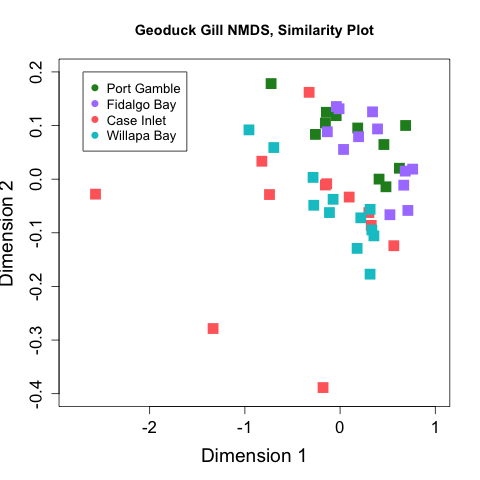 Geoduck Gill NMDS, Similarity Plot
Port Gamble
Fidalgo Bay
Case Inlet
Willapa Bay
0.2
0.1
0.0
-0.1
-0.2
-0.3
-0.4
Dimension 2
-2 -1 0 1
Dimension 1